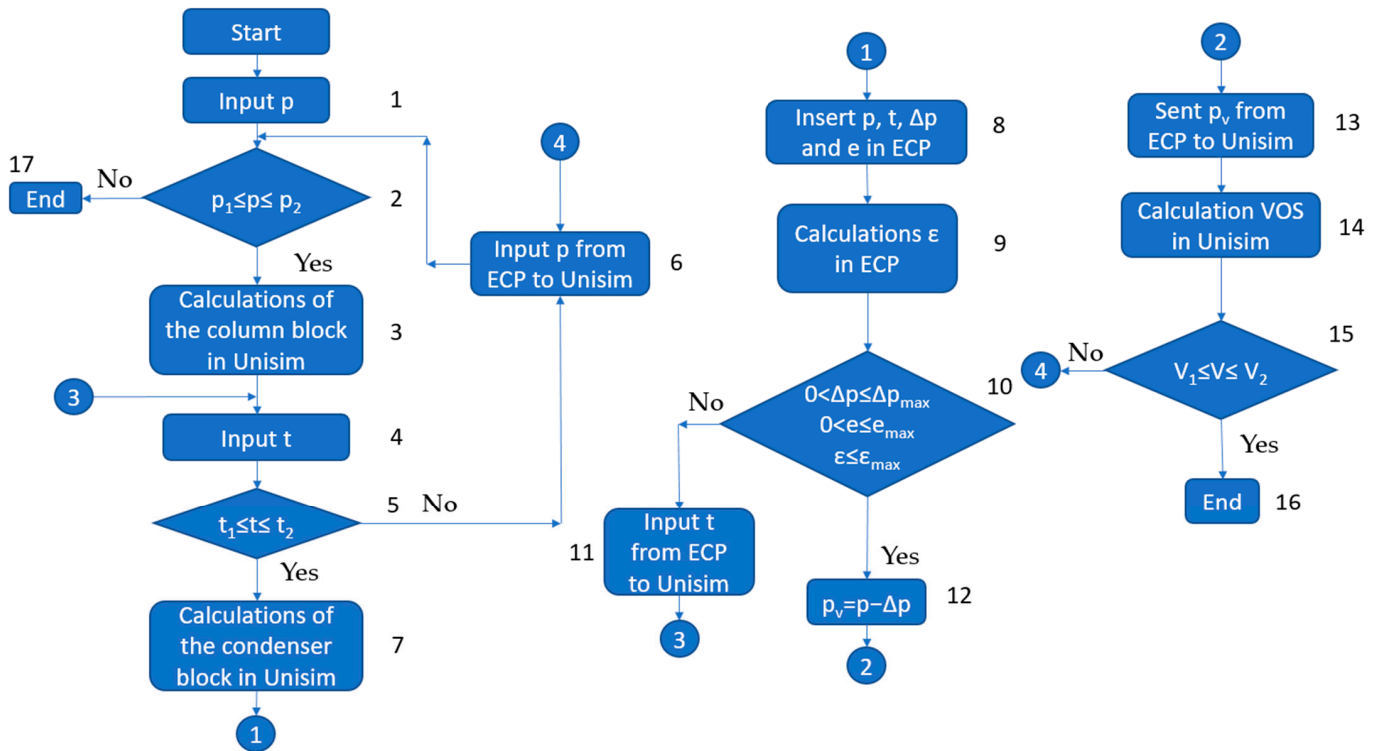 Start
Input p
1
17
No
End
p₁≤p≤ p₂
2
Yes
Calculations of
the column block
in Unisim
3
3
Input t
4
t₁≤t≤ t₂
5
No
Yes
Calculations of
the condenser
block in Unisim
7
1
4
Input p from
ECP to Unisim
6
1
Insert p, t, Δp
and e in ECP
8
Calculations ε
in ECP
9
0<Δp≤Δpmax
0<e≤emax
ε≤εmax
10
No
Input t
from ECP
to Unisim
11
3
Yes
pᵥ=p−Δp
12
2
2
Sent pᵥ from
ECP to Unisim
13
Calculation VOS
in Unisim
14
V₁≤V≤ V₂
15
No
4
Yes
End
16